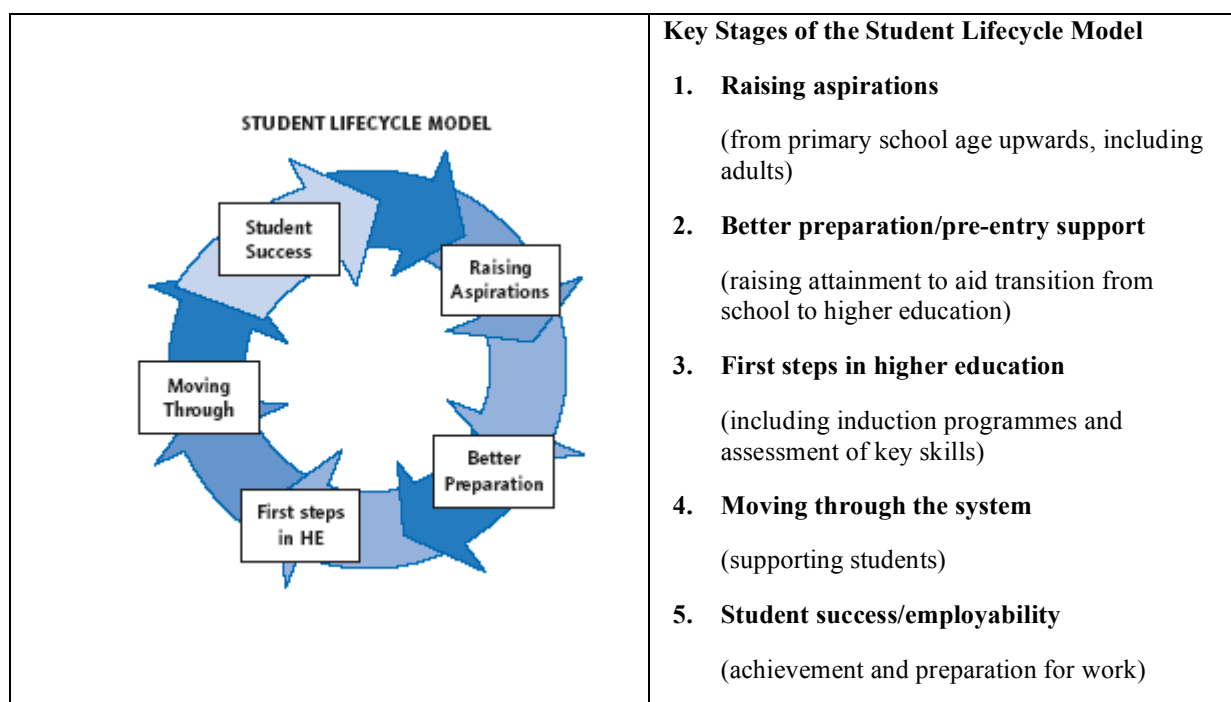 STUDENT LIFECYCLE MODEL
Student
Success
Raising
Aspirations
Moving
Through
Better
Preparation
First steps
in HE
Key Stages of the Student Lifecycle Model
1. Raising aspirations
(from primary school age upwards, including
adults)
2. Better preparation/pre-entry support
(raising attainment to aid transition from
school to higher education)
3. First steps in higher education
(including induction programmes and
assessment of key skills)
4. Moving through the system
(supporting students)
5. Student success/employability
(achievement and preparation for work)